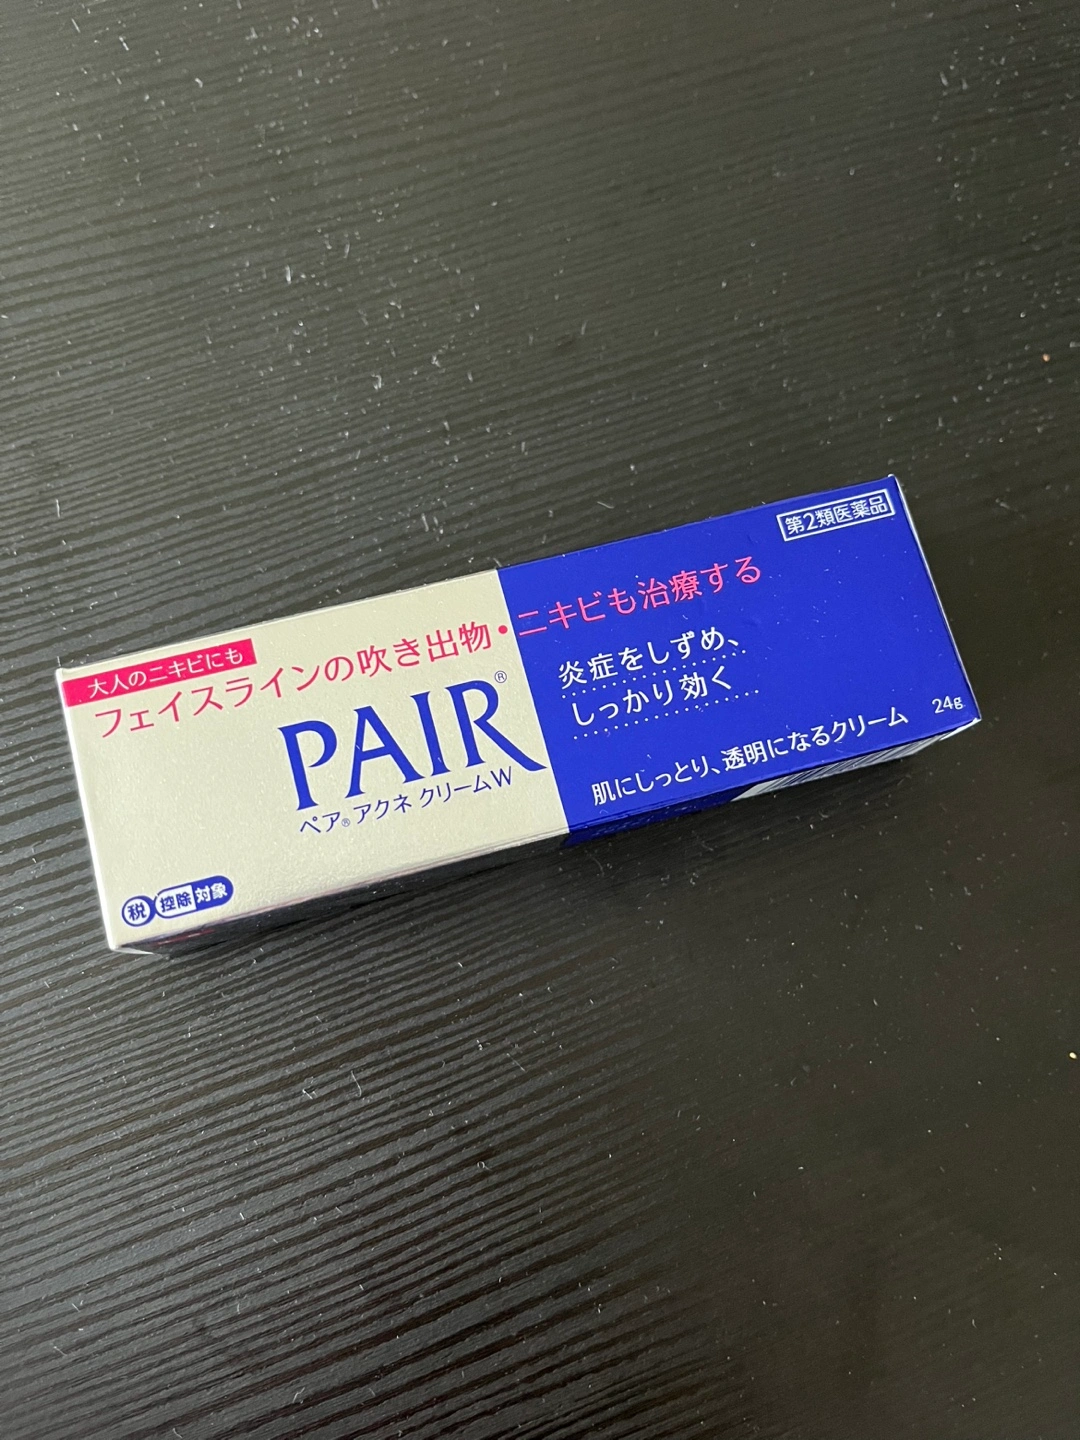 大人のニキビにも
フェイスラインの吹き出物・ニキビも治療する
第2類医薬品
PAIR®
ペア®アクネ クリームW
炎症をしずめ、
しっかり効く
肌にしっとり、透明になるクリーム
24g
税 控除 対象